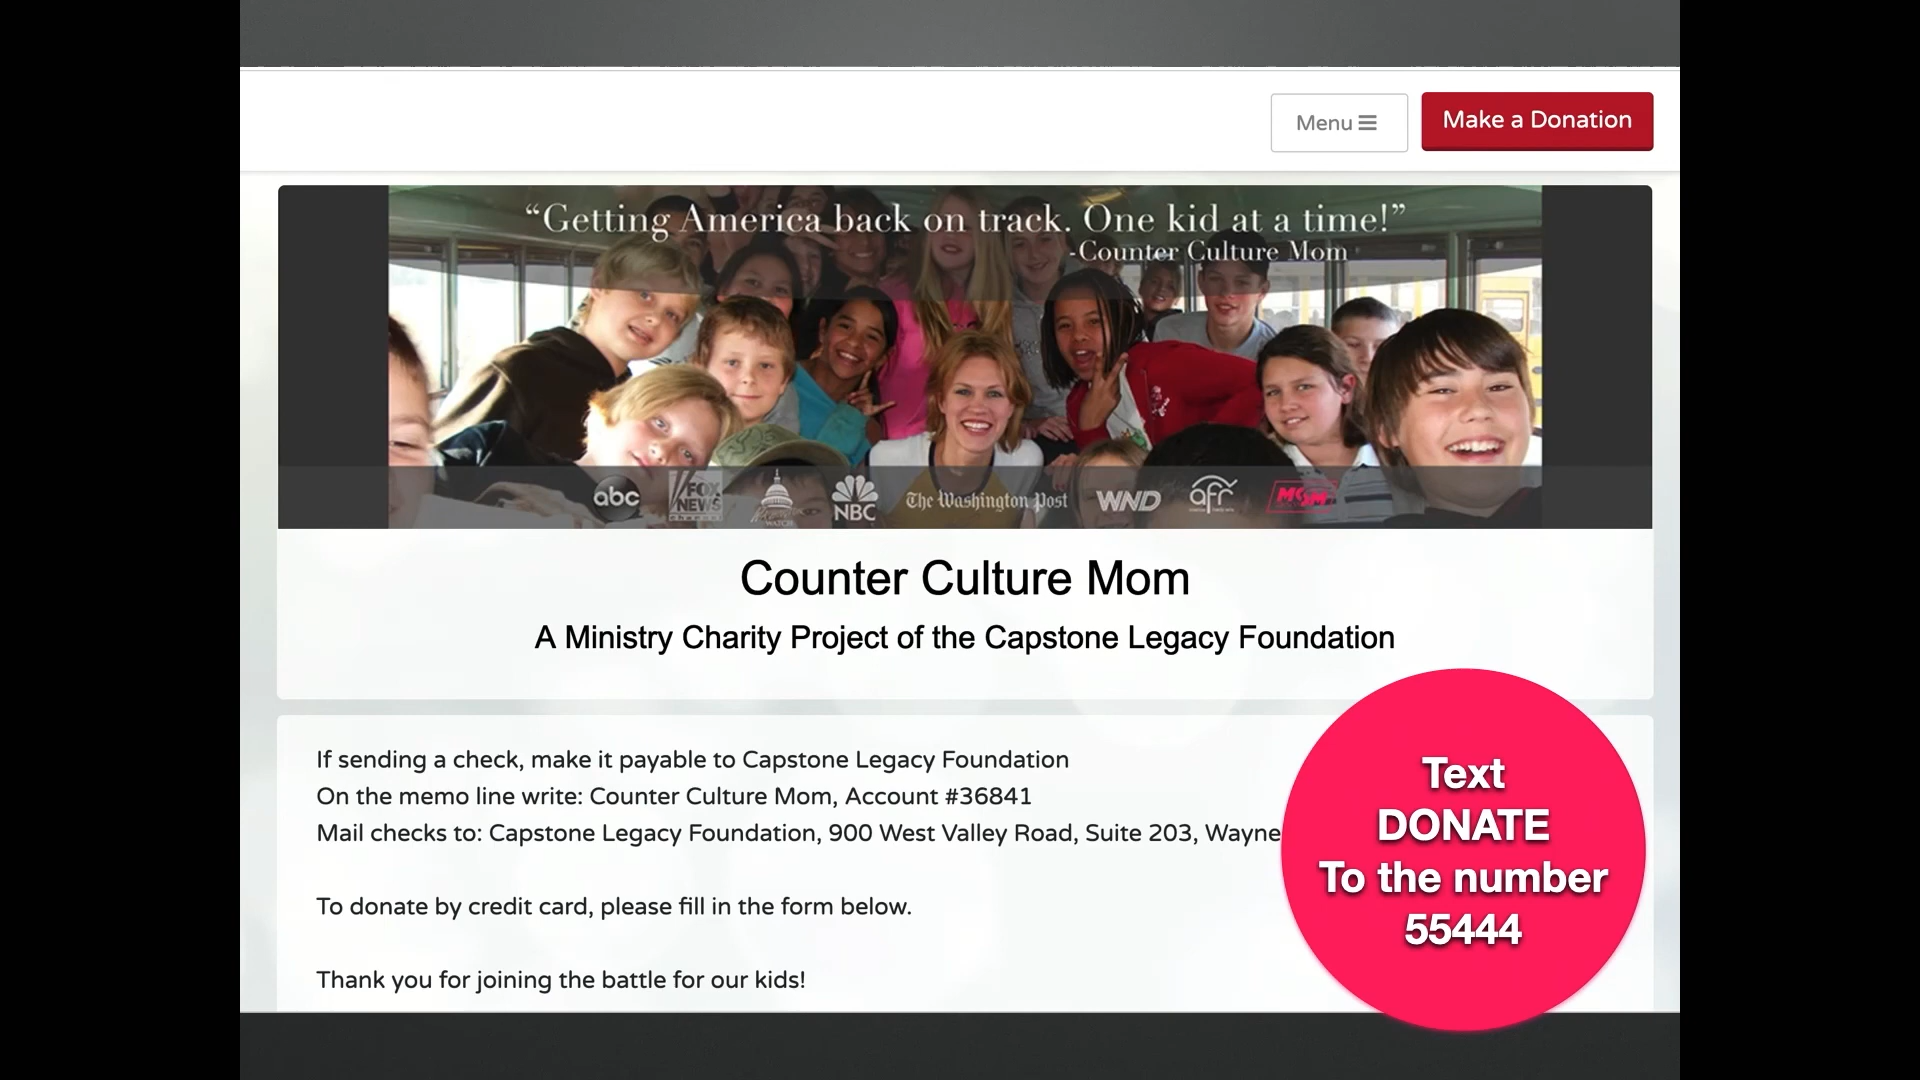 Menu
Make a Donation
“Getting America back on track. One kid at a time!”
-Counter Culture Mom
abc
FOX
NEWS
channel
WATCH
NBC
The Washington Post
WND
afr
Counter Culture Mom
A Ministry Charity Project of the Capstone Legacy Foundation
If sending a check, make it payable to Capstone Legacy Foundation
On the memo line write: Counter Culture Mom, Account #36841
Mail checks to: Capstone Legacy Foundation, 900 West Valley Road, Suite 203, Wayne
To donate by credit card, please fill in the form below.
Thank you for joining the battle for our kids!
Text
DONATE
To the number
55444